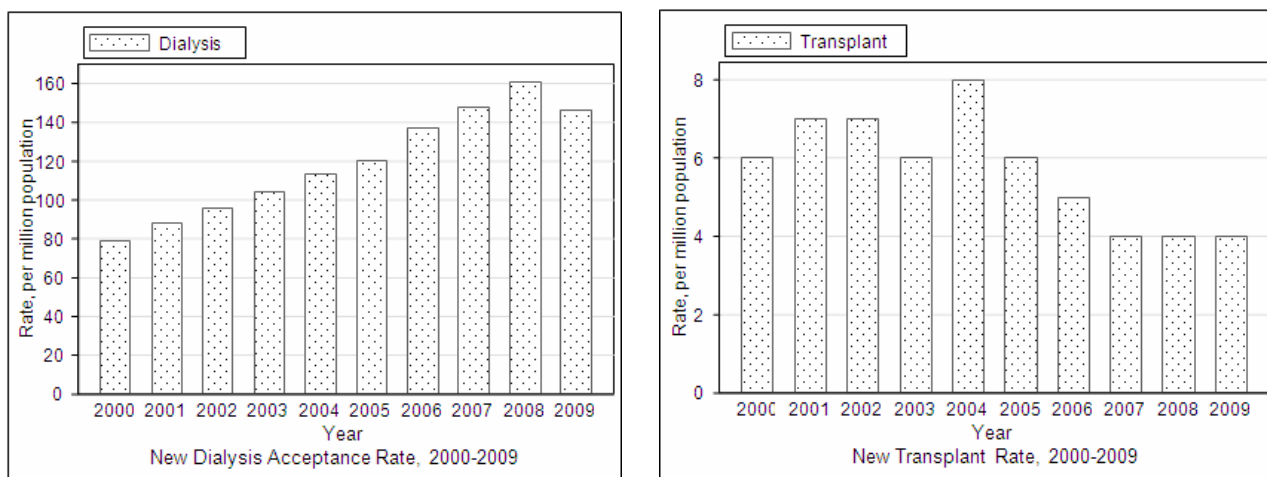 Dialysis
Rate, per million population
160
140
120
100
80
60
40
20
0
2000 2001 2002 2003 2004 2005 2006 2007 2008 2009
Year
New Dialysis Acceptance Rate, 2000-2009
Transplant
Rate, per million population
8
6
4
2
0
2000 2001 2002 2003 2004 2005 2006 2007 2008 2009
Year
New Transplant Rate, 2000-2009